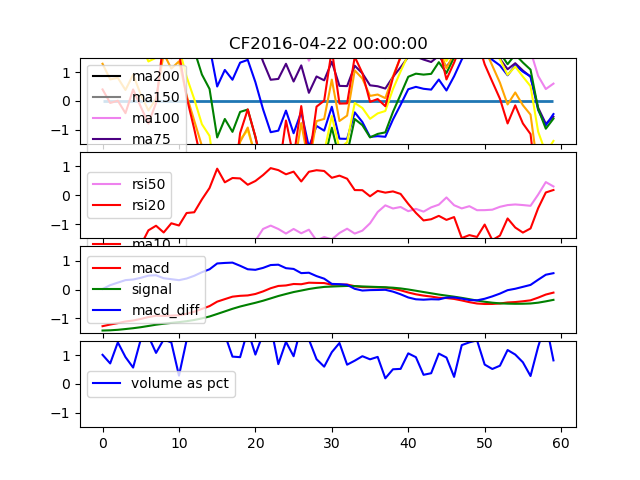 CF2016-04-22 00:00:00
1
0
−1
ma200
ma150
ma100
ma75
1
0
−1
rsi50
rsi20
ma10
1
0
−1
macd
signal
macd_diff
1
0
−1
volume as pct
0 10 20 30 40 50 60